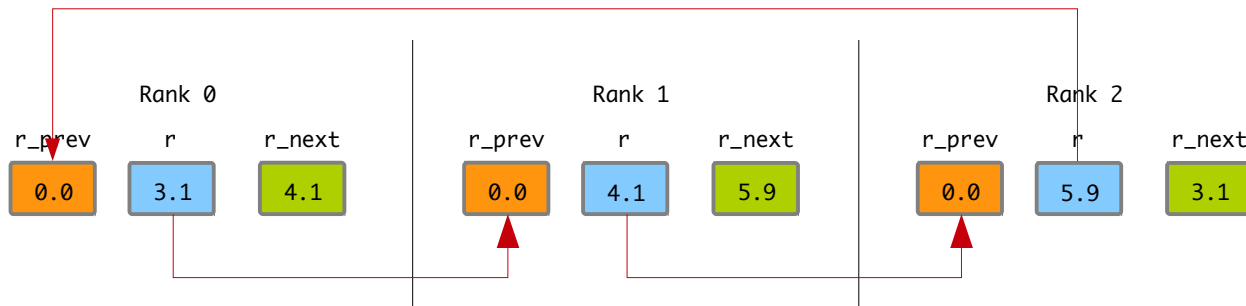 Rank 0 Rank 1 Rank 2
r_prev r r_next r_prev r r_next r_prev r r_next
0.0 3.1 4.1 0.0 4.1 5.9 0.0 5.9 3.1